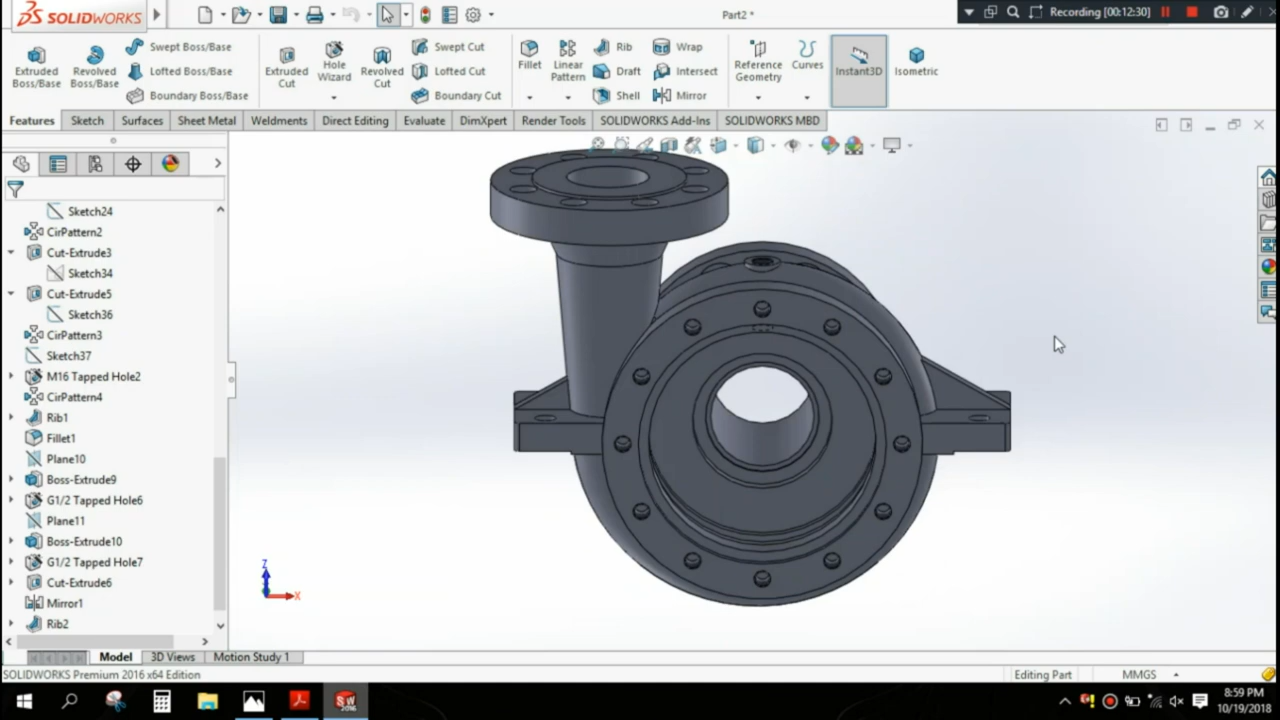 SOLIDWORKS
Part2 *
Recording [00:12:30]
Extruded Boss/Base
Revolved Boss/Base
Swept Boss/Base
Lofted Boss/Base
Boundary Boss/Base
Extruded Cut
Hole Wizard
Revolved Cut
Swept Cut
Lofted Cut
Boundary Cut
Fillet
Linear Pattern
Rib
Draft
Shell
Wrap
Intersect
Mirror
Reference Geometry
Curves
Instant3D
Isometric
Features
Sketch
Surfaces
Sheet Metal
Weldments
Direct Editing
Evaluate
DimXpert
Render Tools
SOLIDWORKS Add-Ins
SOLIDWORKS MBD
Sketch24
CirPattern2
Cut-Extrude3
Sketch34
Cut-Extrude5
Sketch36
CirPattern3
Sketch37
M16 Tapped Hole2
CirPattern4
Rib1
Fillet1
Plane10
Boss-Extrude9
G1/2 Tapped Hole6
Plane11
Boss-Extrude10
G1/2 Tapped Hole7
Cut-Extrude6
Mirror1
Rib2
Z
X
Model
3D Views
Motion Study 1
SOLIDWORKS Premium 2016 x64 Edition
Editing Part
MMGS
8:59 PM
10/19/2018